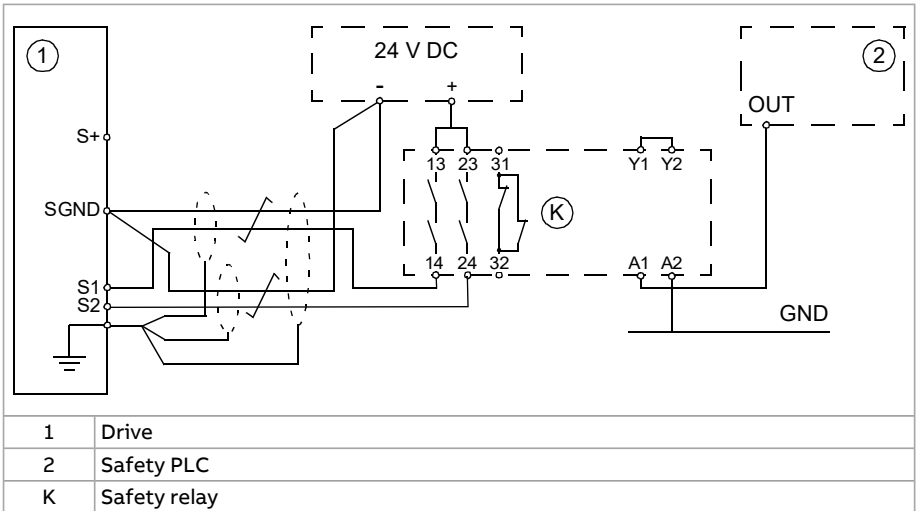 1
24 V DC
2
-
+
OUT
S+
13 23 31
Y1 Y2
SGND
K
14 24 32
A1 A2
S1
S2
GND
1 Drive
2 Safety PLC
K Safety relay